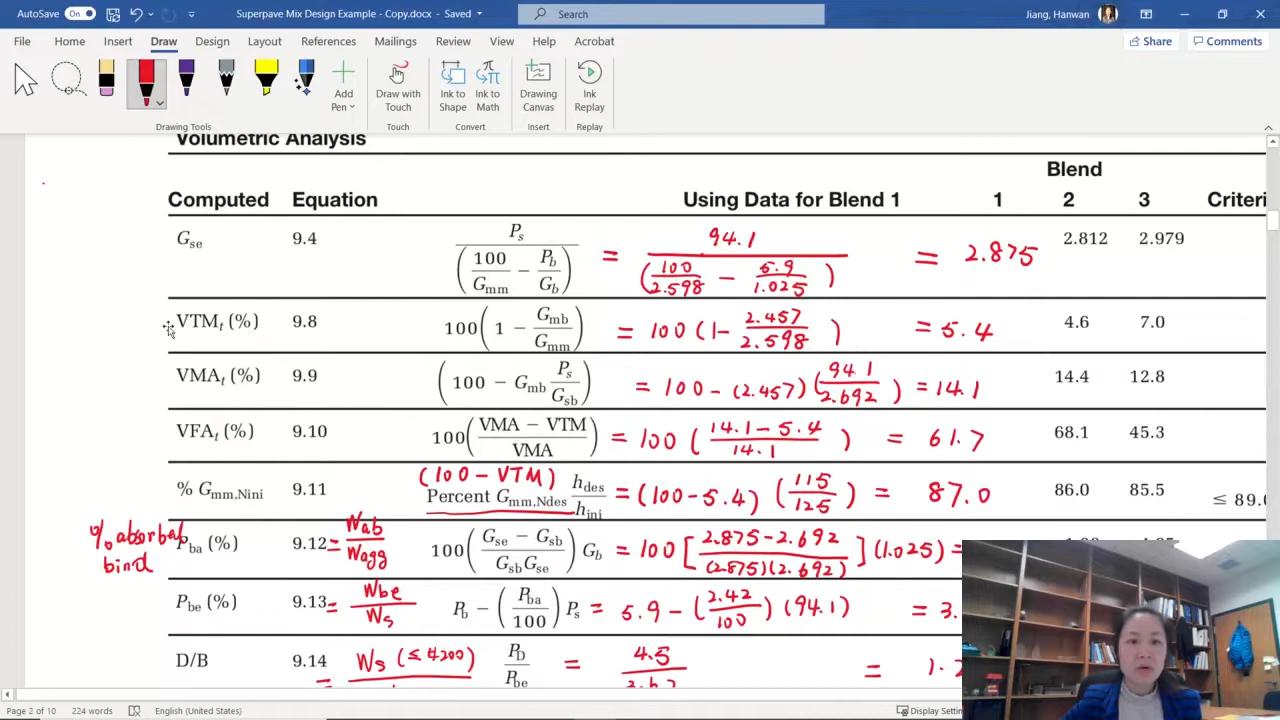 AutoSave On Superpave Mix Design Example - Copy.docx - Saved Search Jiang, Hanwan
File Home Insert Draw Design Layout References Mailings Review View Help Acrobat Share Comments
Add Pen Draw with Touch Ink to Shape Ink to Math Drawing Canvas Ink Replay
Drawing Tools Touch Convert Insert Replay
Volumetric Analysis
Blend
Computed Equation Using Data for Blend 1 1 2 3 Criteri
Gse 9.4 Ps / (100/Gmm − Pb/Gb) = 94.1 / (100/2.598 − 5.9/1.025) = 2.875 2.812 2.979
VTMt (%) 9.8 100(1 − Gmb/Gmm) = 100(1 - 2.457/2.598) = 5.4 4.6 7.0
VMAt (%) 9.9 (100 − Gmb Ps/Gsb) = 100 - (2.457)(94.1/2.692) = 14.1 14.4 12.8
VFAt (%) 9.10 100(VMA − VTM / VMA) = 100(14.1 - 5.4 / 14.1) = 61.7 68.1 45.3
(100 - VTM)
% Gmm,Nini 9.11 Percent Gmm,Ndes hdes/hini = (100-5.4)(115/125) = 87.0 86.0 85.5 ≤ 89.0
Pba (%) 9.12 = Wab/Wagg 100(Gse − Gsb / GsbGse) Gb = 100[2.875-2.692 / (2.875)(2.692)](1.025) =
Pbe (%) 9.13 = Wbe/Ws Pb − (Pba/100) Ps = 5.9 - (2.42/100)(94.1) = 3.
D/B 9.14 = Ws (≤ #200) PD/Pbe = 4.5 = 1.2
Page 2 of 10 224 words English (United States) Display Setti